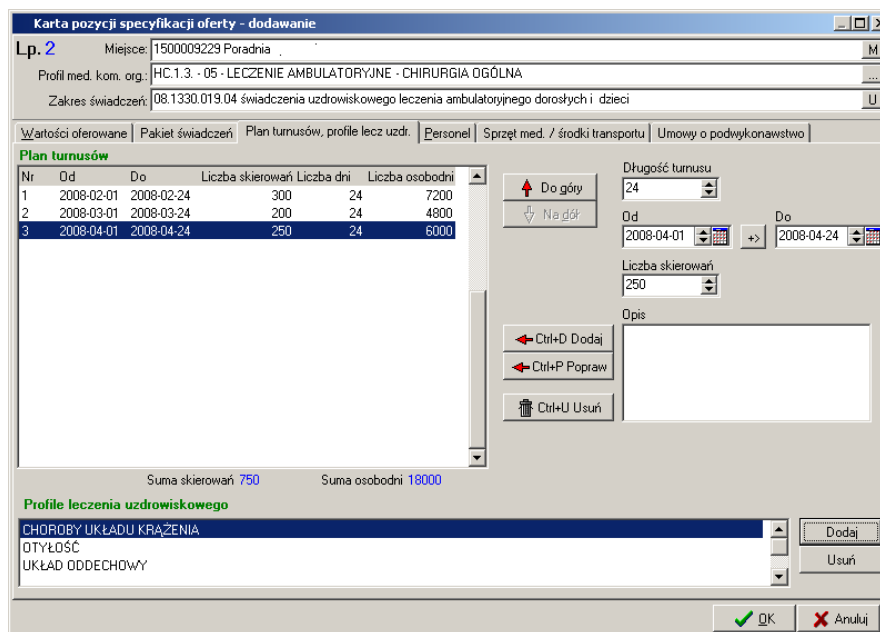 Karta pozycji specyfikacji oferty - dodawanie
Lp. 2 Miejsce: 1500009229 Poradnia M
Profil med. kom. org.: HC.1.3. - 05 - LECZENIE AMBULATORYJNE - CHIRURGIA OGÓLNA ...
Zakres świadczeń: 08.1330.019.04 świadczenia uzdrowiskowego leczenia ambulatoryjnego dorosłych i dzieci U
Wartości oferowane Pakiet świadczeń Plan turnusów, profile lecz uzdr. Personel Sprzęt med. / środki transportu Umowy o podwykonawstwo
Plan turnusów
Nr Od Do Liczba skierowań Liczba dni Liczba osobodni
1 2008-02-01 2008-02-24 300 24 7200
2 2008-03-01 2008-03-24 200 24 4800
3 2008-04-01 2008-04-24 250 24 6000
Suma skierowań 750 Suma osobodni 18000
Do góry
Na dół
Długość turnusu
24
Od Do
2008-04-01 +> 2008-04-24
Liczba skierowań
250
Opis
Ctrl+D Dodaj
Ctrl+P Popraw
Ctrl+U Usuń
Profile leczenia uzdrowiskowego
CHOROBY UKŁADU KRĄŻENIA
OTYŁOŚĆ
UKŁAD ODDECHOWY
Dodaj
Usuń
OK Anuluj